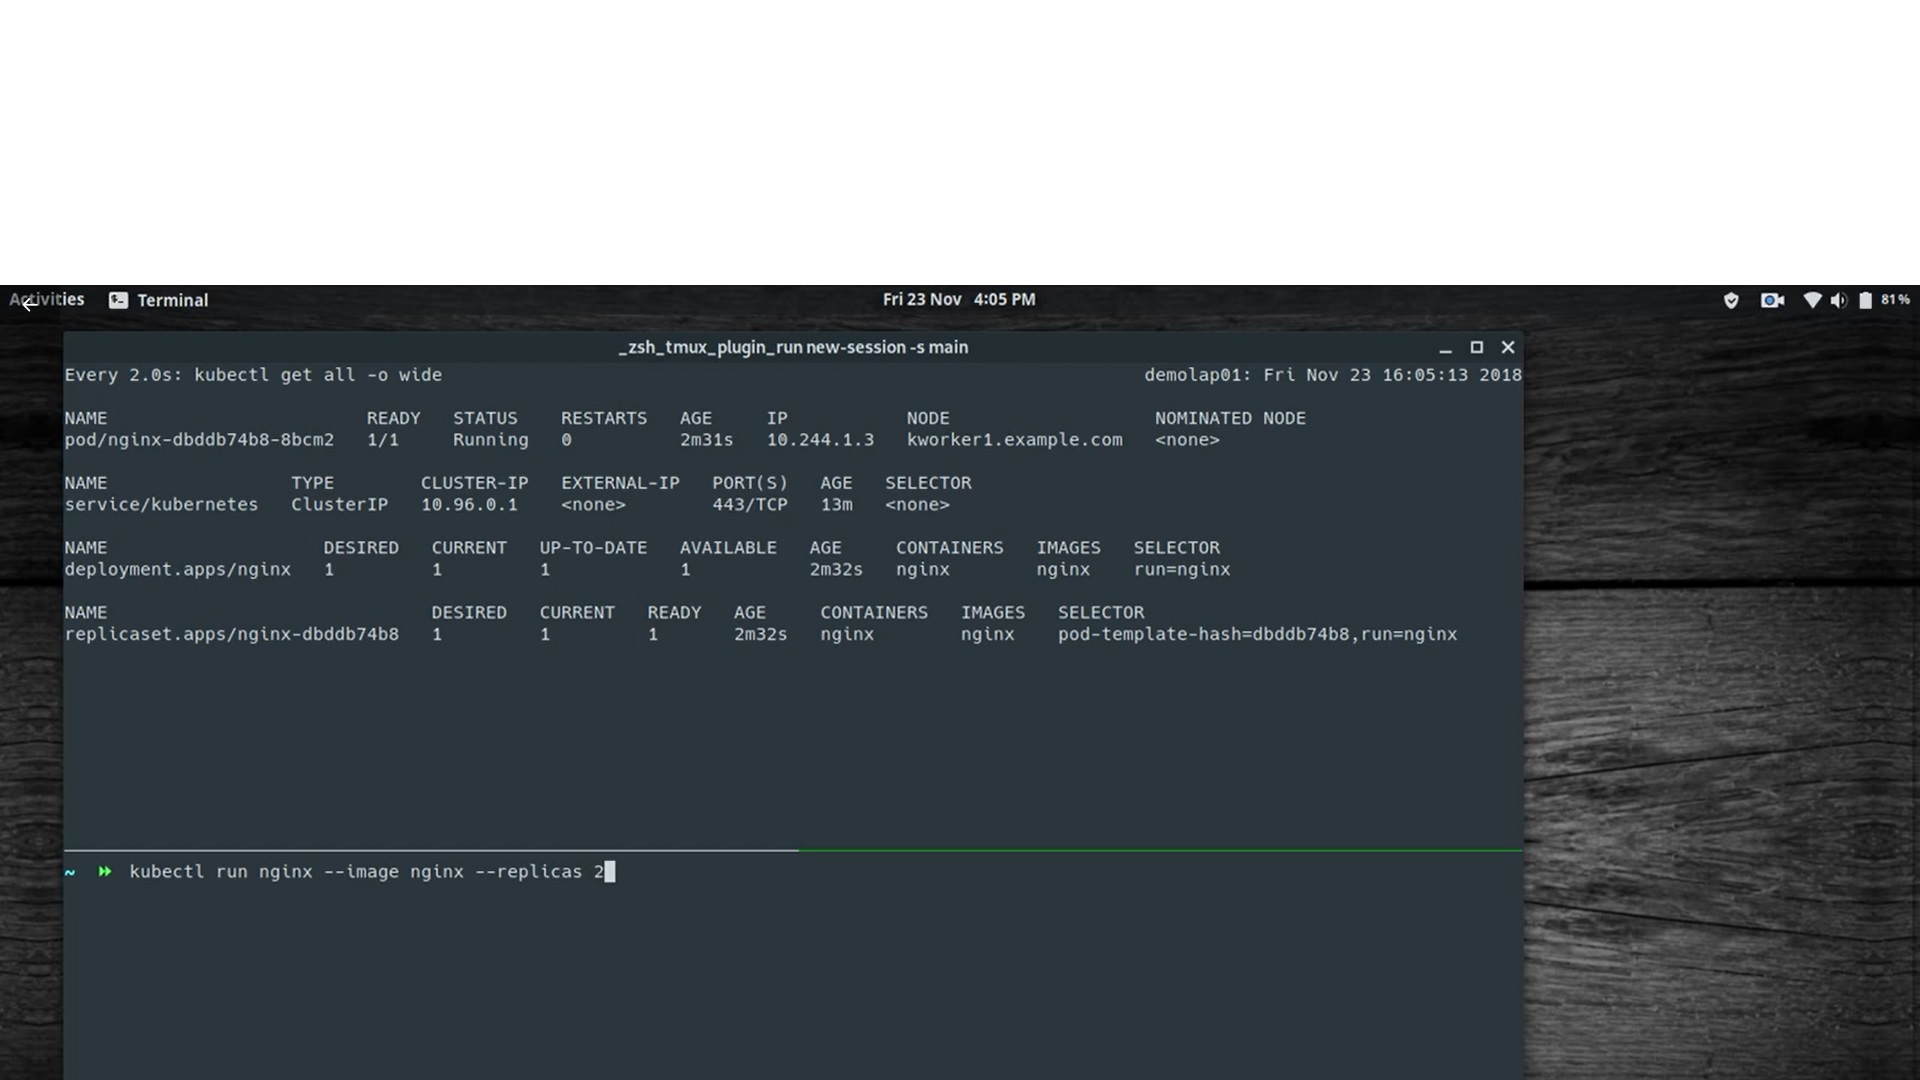 Activities Terminal Fri 23 Nov 4:05 PM 81%
_zsh_tmux_plugin_run new-session -s main
Every 2.0s: kubectl get all -o wide demolap01: Fri Nov 23 16:05:13 2018
NAME READY STATUS RESTARTS AGE IP NODE NOMINATED NODE
pod/nginx-dbddb74b8-8bcm2 1/1 Running 0 2m31s 10.244.1.3 kworker1.example.com <none>
NAME TYPE CLUSTER-IP EXTERNAL-IP PORT(S) AGE SELECTOR
service/kubernetes ClusterIP 10.96.0.1 <none> 443/TCP 13m <none>
NAME DESIRED CURRENT UP-TO-DATE AVAILABLE AGE CONTAINERS IMAGES SELECTOR
deployment.apps/nginx 1 1 1 1 2m32s nginx nginx run=nginx
NAME DESIRED CURRENT READY AGE CONTAINERS IMAGES SELECTOR
replicaset.apps/nginx-dbddb74b8 1 1 1 2m32s nginx nginx pod-template-hash=dbddb74b8,run=nginx
~ kubectl run nginx --image nginx --replicas 2